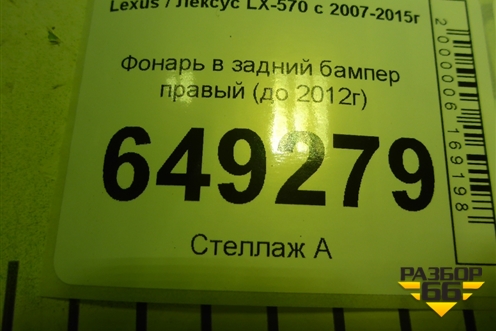 Lexus / Лексус LX-570 с 2007-2015г
Фонарь в задний бампер
правый (до 2012г)
649279
Стеллаж А
2000006169198
РАЗБОР
66